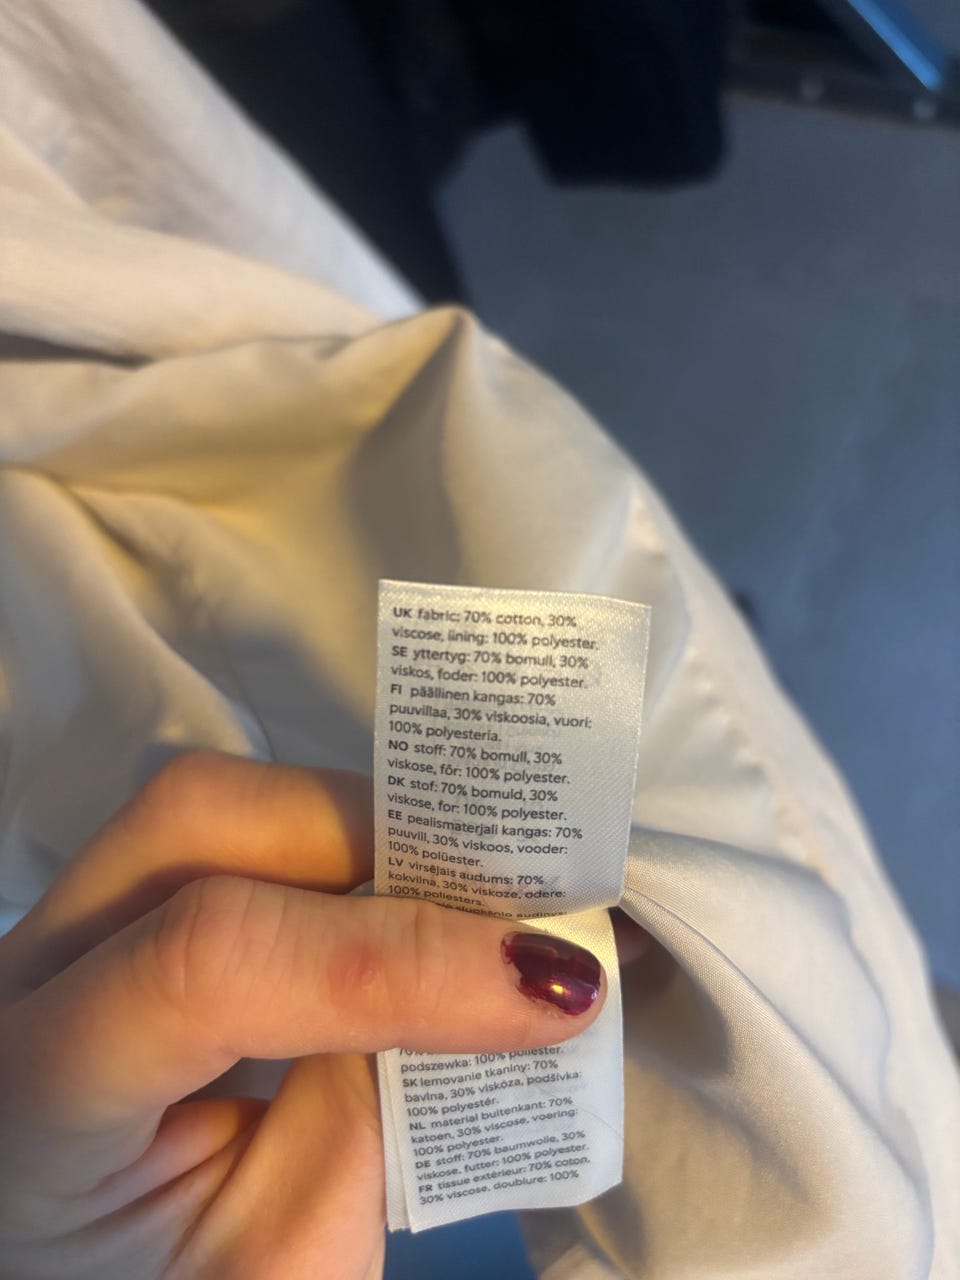 UK fabric: 70% cotton, 30%
viscose, lining: 100% polyester.
SE yttertyg: 70% bomull, 30%
viskos, foder: 100% polyester.
FI päällinen kangas: 70%
puuvillaa, 30% viskoosia, vuori:
100% polyesteria.
NO stoff: 70% bomull, 30%
viskose, fôr: 100% polyester.
DK stof: 70% bomuld, 30%
viskose, for: 100% polyester.
EE pealismaterjali kangas: 70%
puuvill, 30% viskoos, vooder:
100% polüester.
LV virsējais audums: 70%
kokvilna, 30% viskoze, odere:
100% poliesters.
70%
podszewka: 100% poliester.
SK lemovanie tkaniny: 70%
bavlna, 30% viskóza, podšívka:
100% polyestér.
NL material buitenkant: 70%
katoen, 30% viscose, voering:
100% polyester.
DE stoff: 70% baumwolle, 30%
viskose, futter: 100% polyester.
FR tissue extérieur: 70% coton,
30% viscose, doublure: 100%